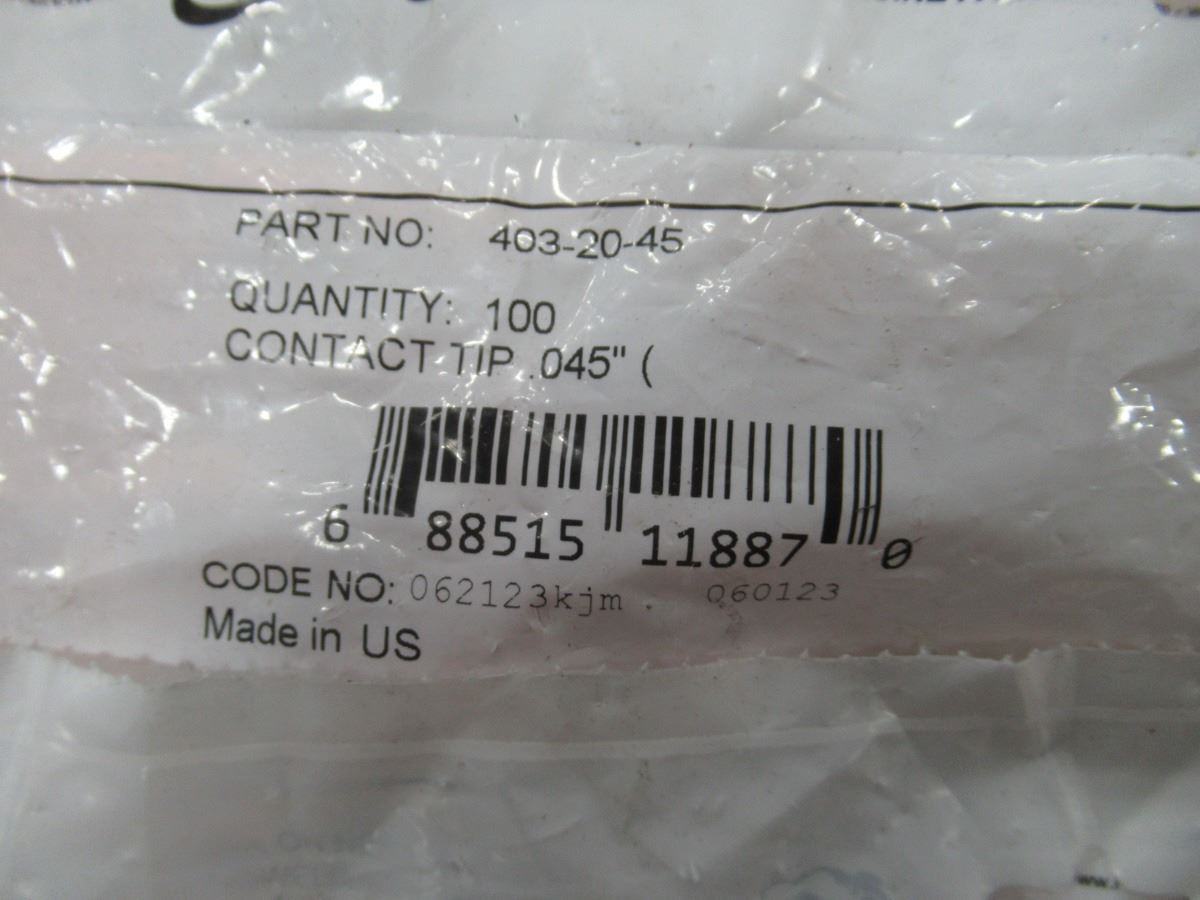 PART NO: 403-20-45
QUANTITY: 100
CONTACT TIP .045" (
6 88515 11887 0
CODE NO: 062123kjm . 060123
Made in US